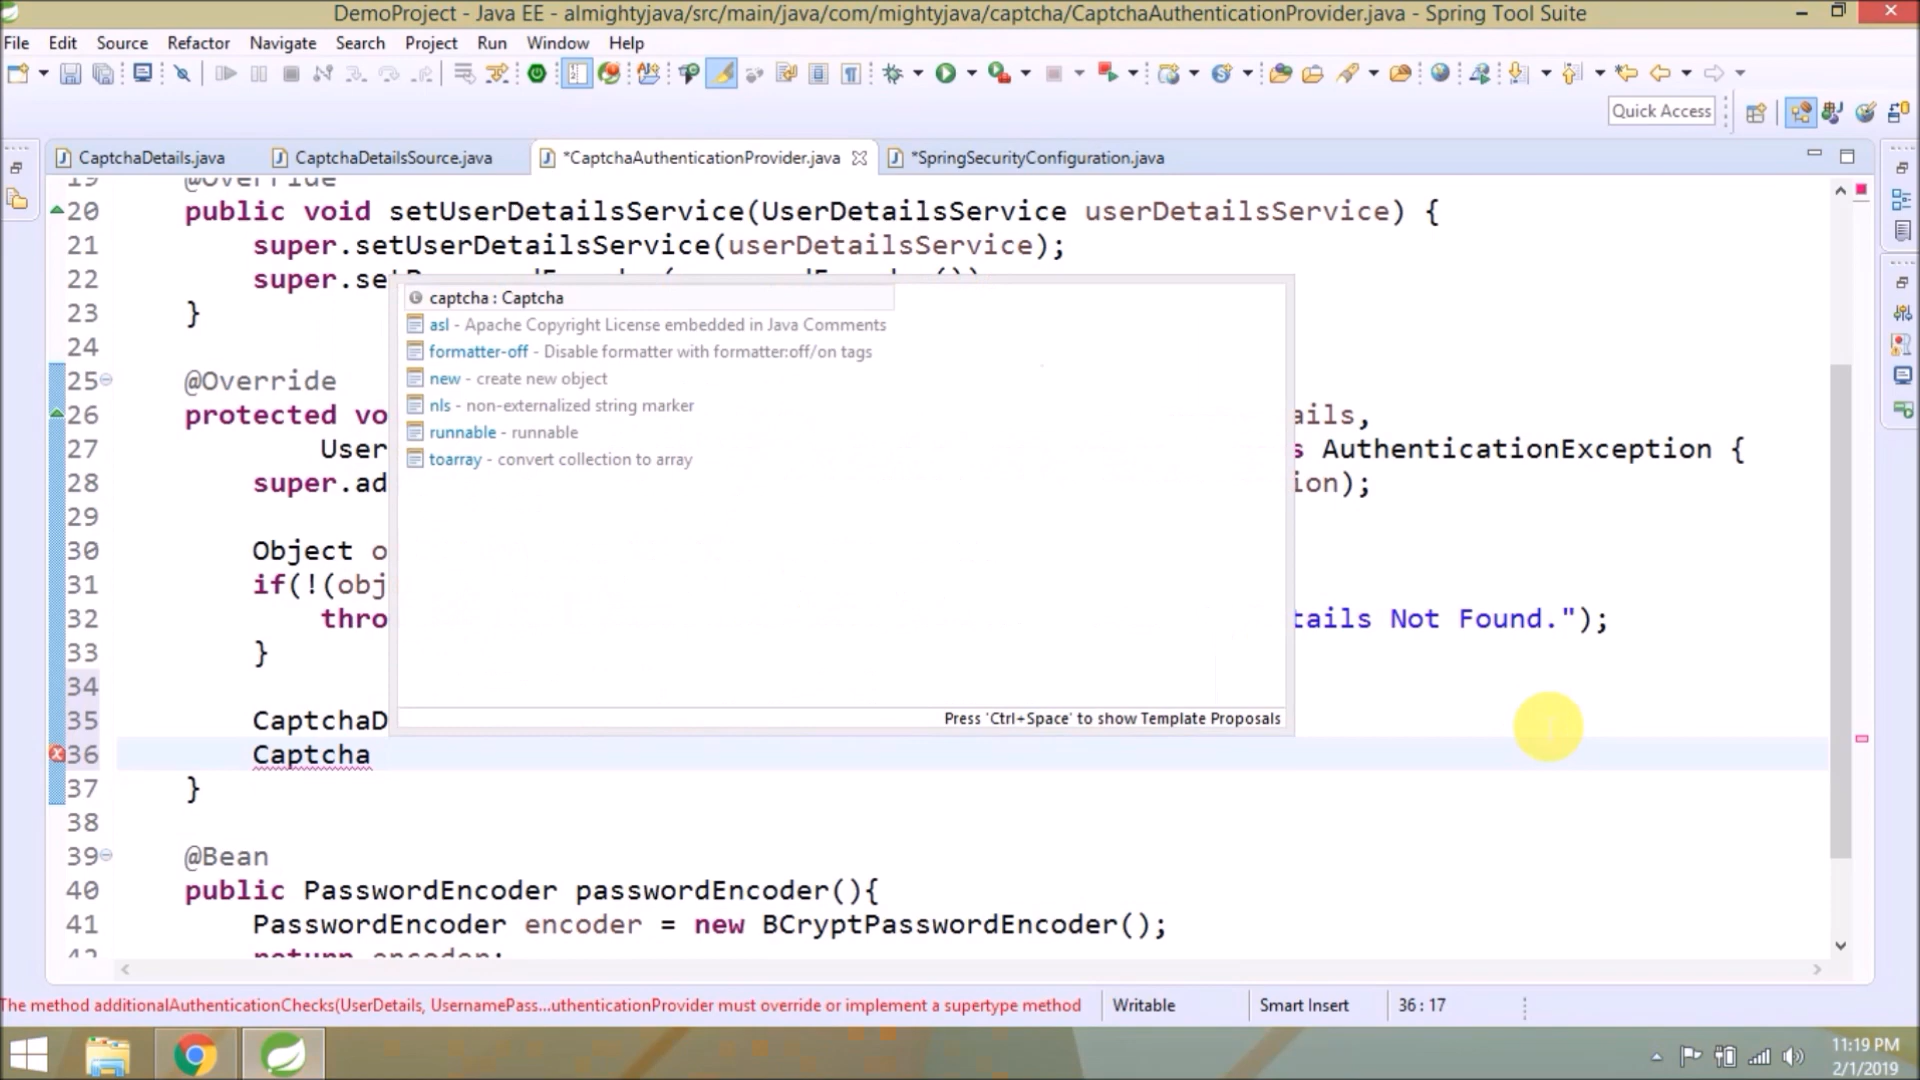 DemoProject - Java EE - almightyjava/src/main/java/com/mightyjava/captcha/CaptchaAuthenticationProvider.java - Spring Tool Suite
File Edit Source Refactor Navigate Search Project Run Window Help
Quick Access
CaptchaDetails.java CaptchaDetailsSource.java *CaptchaAuthenticationProvider.java *SpringSecurityConfiguration.java
19 @Override
20 public void setUserDetailsService(UserDetailsService userDetailsService) {
21 super.setUserDetailsService(userDetailsService);
22 super.se
23 }
24
25 @Override
26 protected vo ails,
27 User s AuthenticationException {
28 super.ad ion);
29
30 Object o
31 if(!(obj
32 thro tails Not Found.");
33 }
34
35 CaptchaD
36 Captcha
37 }
38
39 @Bean
40 public PasswordEncoder passwordEncoder(){
41 PasswordEncoder encoder = new BCryptPasswordEncoder();
42 return encoder;
captcha : Captcha
asl - Apache Copyright License embedded in Java Comments
formatter-off - Disable formatter with formatter:off/on tags
new - create new object
nls - non-externalized string marker
runnable - runnable
toarray - convert collection to array
Press 'Ctrl+Space' to show Template Proposals
The method additionalAuthenticationChecks(UserDetails, UsernamePass...uthenticationProvider must override or implement a supertype method Writable Smart Insert 36 : 17
11:19 PM
2/1/2019